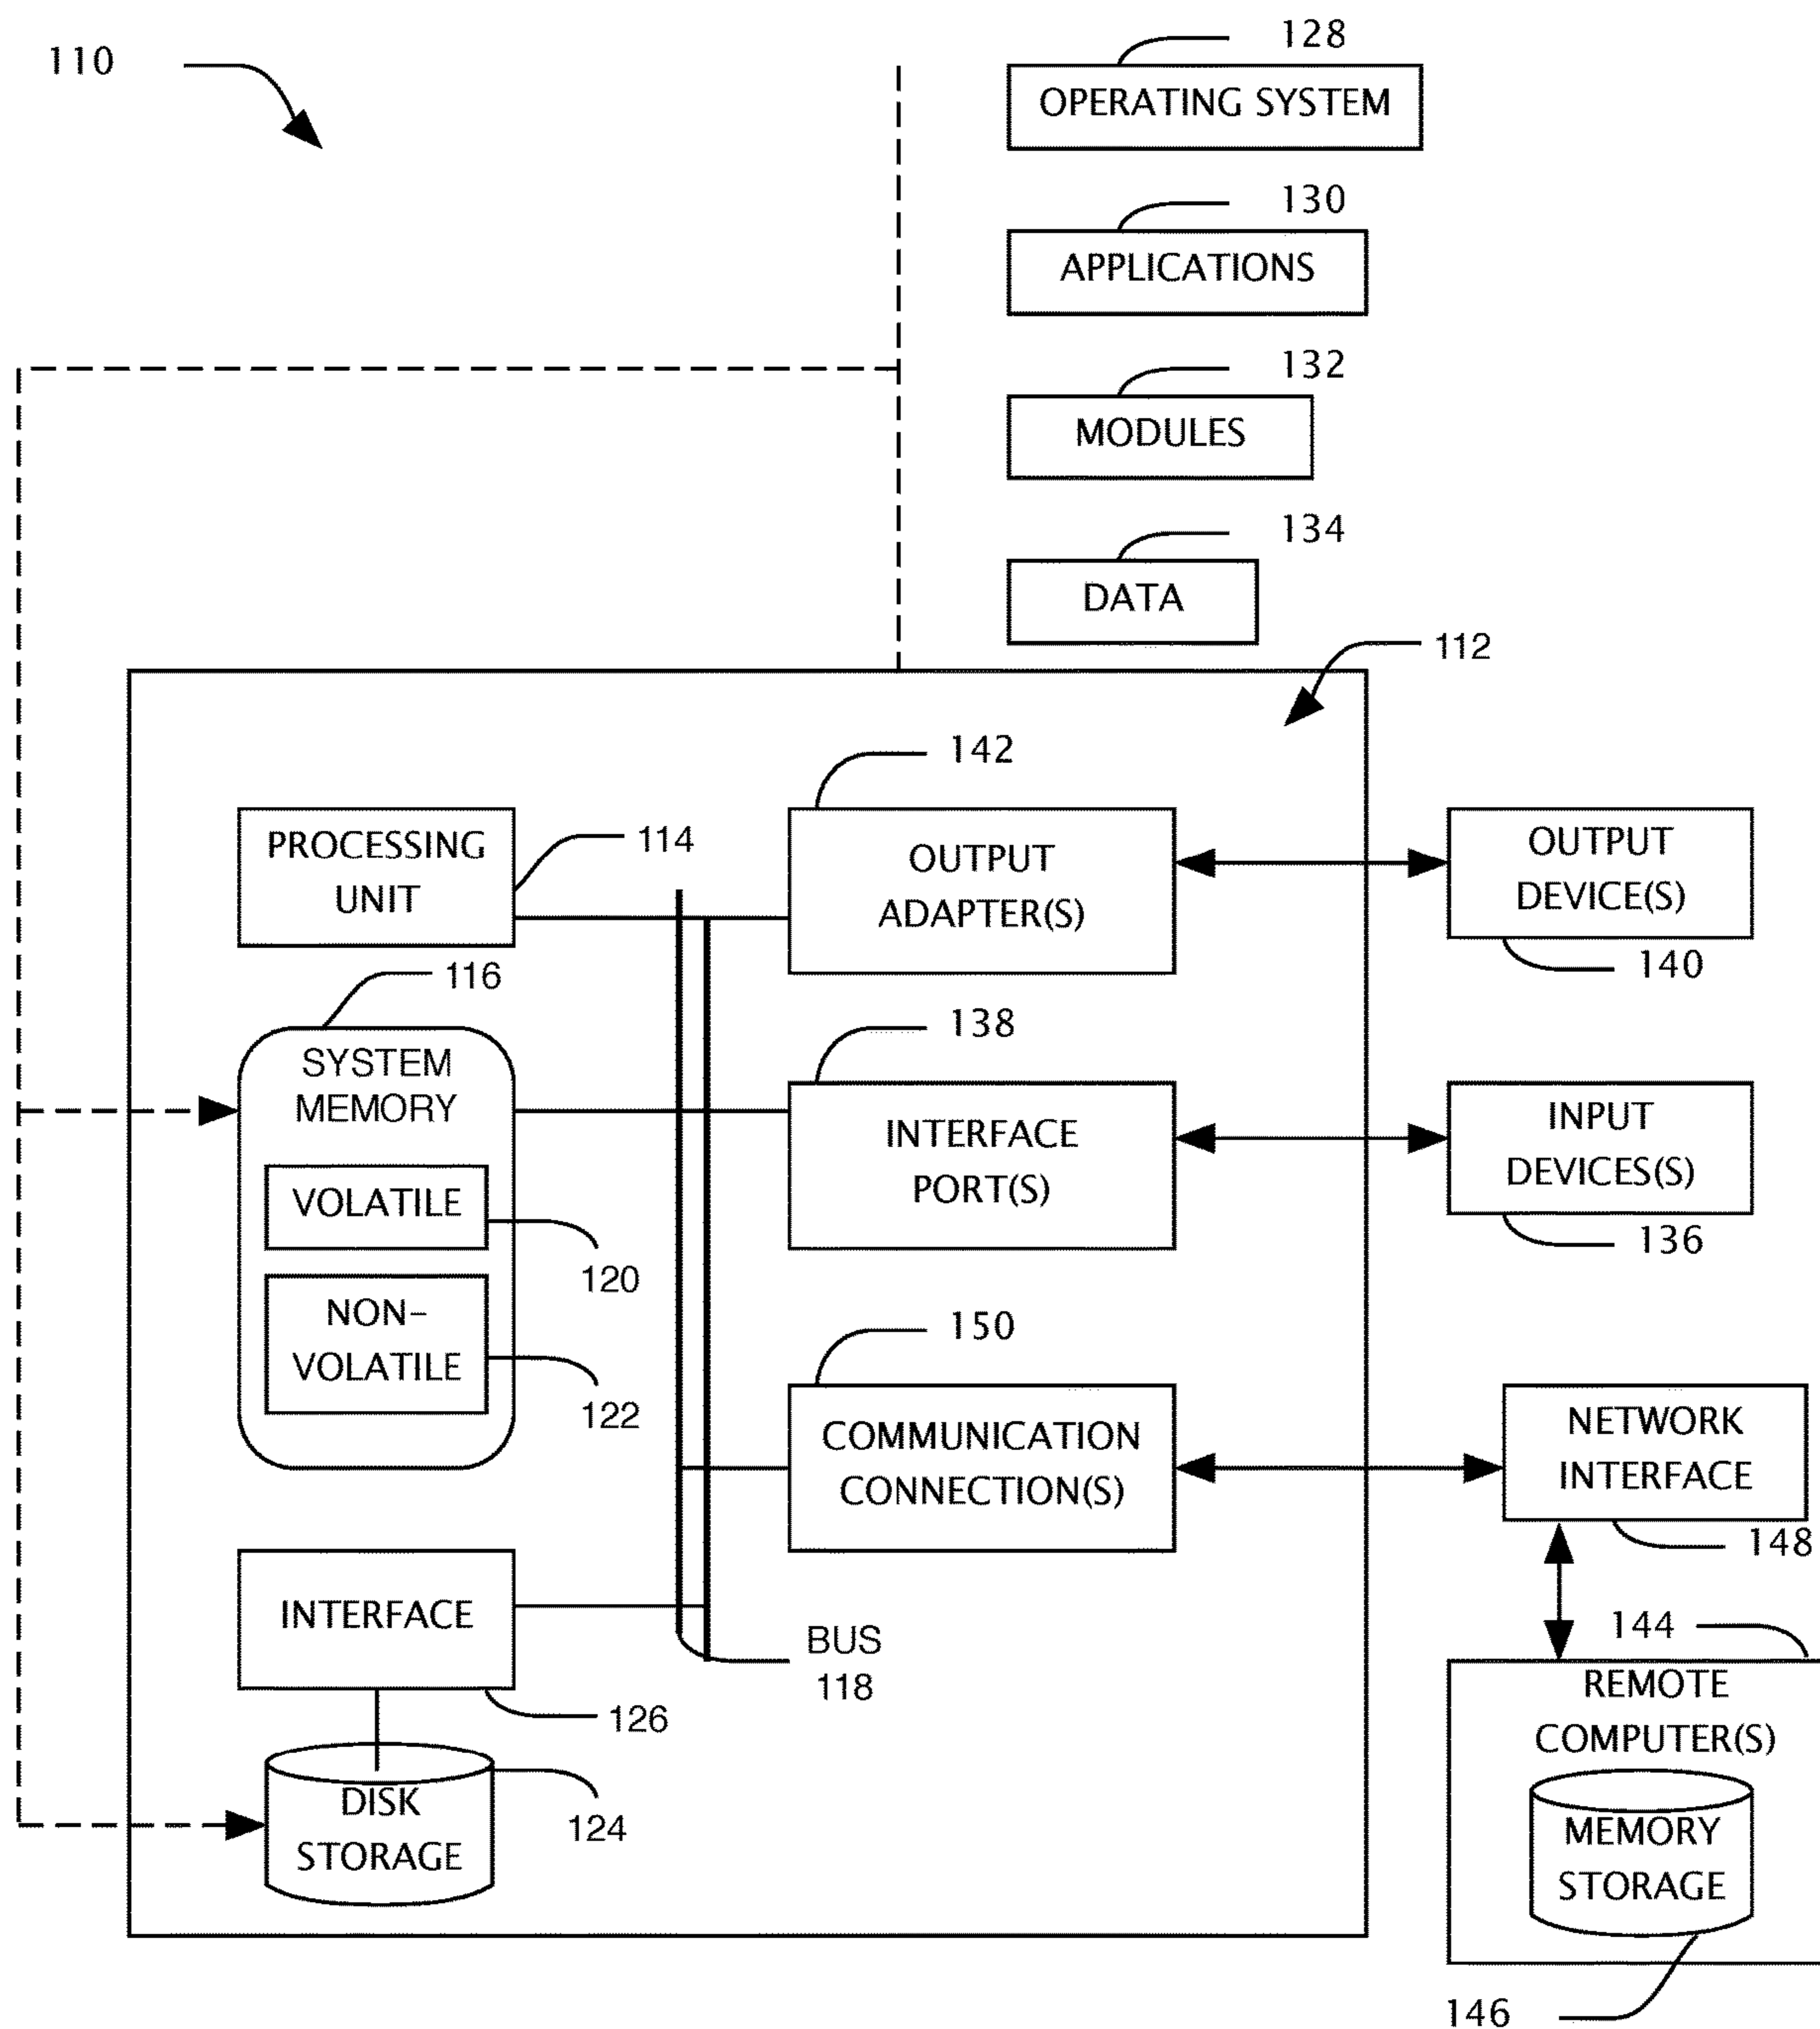 110
128
OPERATING SYSTEM
130
APPLICATIONS
132
MODULES
134
DATA
112
142
PROCESSING
UNIT
114
OUTPUT
ADAPTER(S)
OUTPUT
DEVICE(S)
140
116
SYSTEM
MEMORY
138
INTERFACE
PORT(S)
INPUT
DEVICES(S)
136
VOLATILE
120
NON-
VOLATILE
122
150
COMMUNICATION
CONNECTION(S)
NETWORK
INTERFACE
148
INTERFACE
126
BUS
118
144
REMOTE
COMPUTER(S)
DISK
STORAGE
124
MEMORY
STORAGE
146